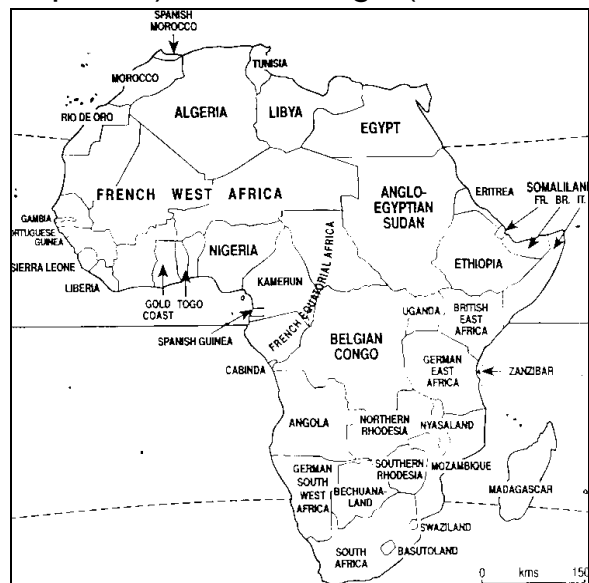 SPANISH
MOROCCO
TUNISIA
MOROCCO
ALGERIA
LIBYA
EGYPT
RIO DE ORO
FRENCH WEST AFRICA
ANGLO-
EGYPTIAN
SUDAN
ERITREA
SOMALILAND
FR. BR. IT.
GAMBIA
PORTUGUESE
GUINEA
SIERRA LEONE
LIBERIA
GOLD
COAST
TOGO
NIGERIA
KAMERUN
FRENCH EQUATORIAL AFRICA
ETHIOPIA
SPANISH GUINEA
UGANDA
BRITISH
EAST
AFRICA
BELGIAN
CONGO
CABINDA
GERMAN
EAST
AFRICA
ZANZIBAR
ANGOLA
NORTHERN
RHODESIA
NYASALAND
GERMAN
SOUTH
WEST
AFRICA
SOUTHERN
RHODESIA
MOZAMBIQUE
BECHUANA-
LAND
MADAGASCAR
SWAZILAND
SOUTH
AFRICA
BASUTOLAND
0 kms 150